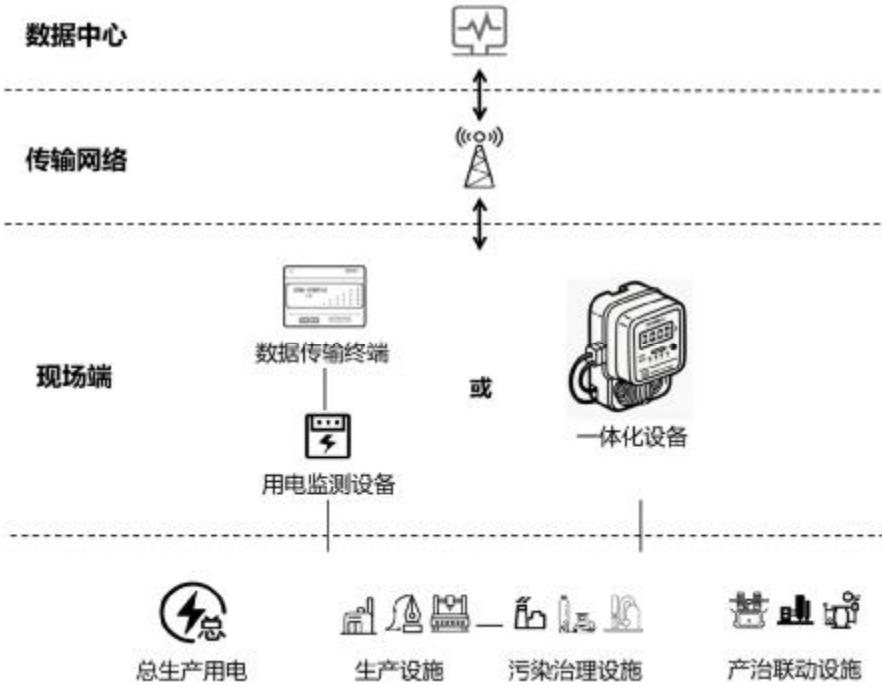 数据中心
传输网络
现场端
数据传输终端
用电监测设备
或
一体化设备
总
总生产用电
生产设施
污染治理设施
产治联动设施